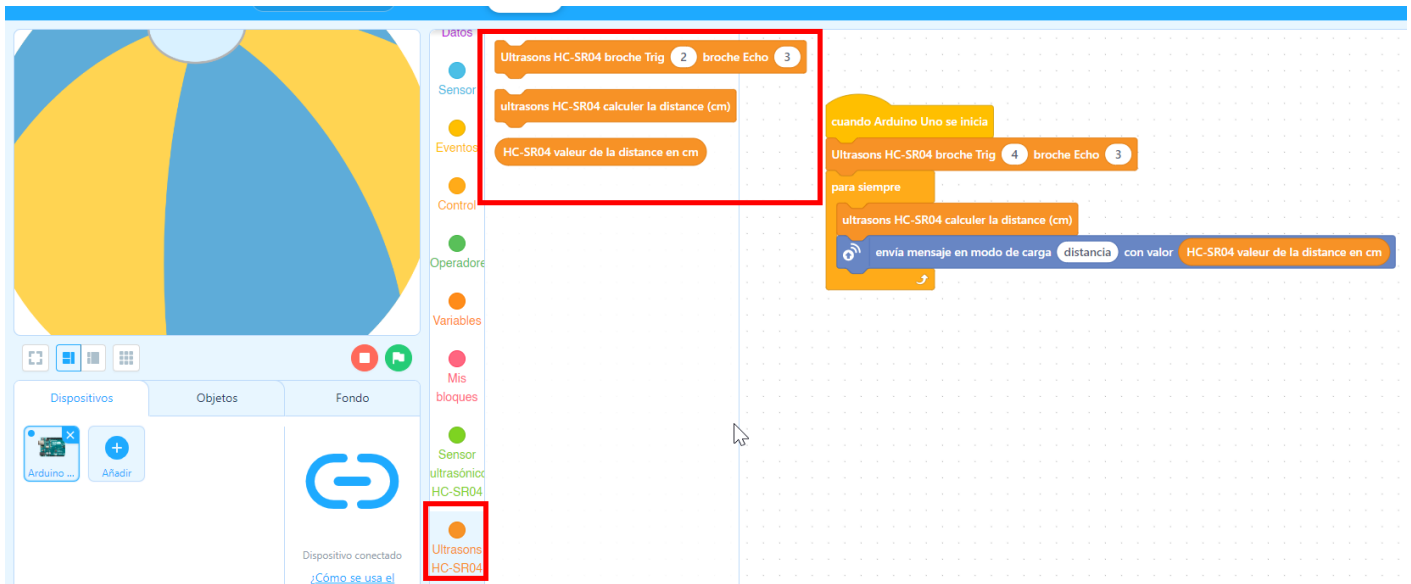 Datos
Sensor
Eventos
Control
Operadore
Variables
Mis
bloques
Sensor
ultrasónico
HC-SR04
Ultrasons
HC-SR04
Ultrasons HC-SR04 broche Trig 2 broche Echo 3
ultrasons HC-SR04 calculer la distance (cm)
HC-SR04 valeur de la distance en cm
cuando Arduino Uno se inicia
Ultrasons HC-SR04 broche Trig 4 broche Echo 3
para siempre
ultrasons HC-SR04 calculer la distance (cm)
envía mensaje en modo de carga distancia con valor HC-SR04 valeur de la distance en cm
Dispositivos Objetos Fondo
Arduino ... Añadir
Dispositivo conectado
¿Cómo se usa el